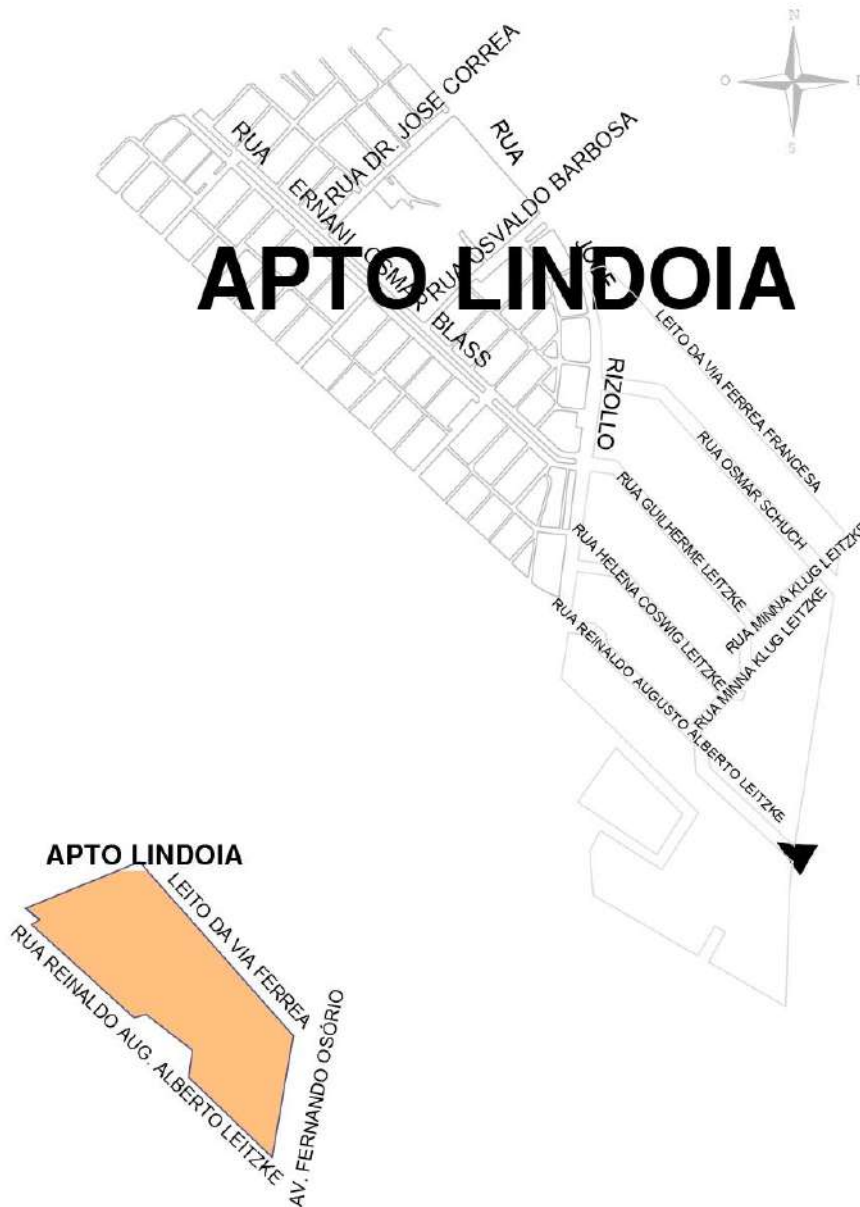 N
O
S
RUA DR. JOSE CORREA
RUA
RUA
ERNANI OSMAR BLASS
RUA OSVALDO BARBOSA
APTO LINDOIA
RIZOLLO
LEITO DA VIA FERREA FRANCESA
RUA OSMAR SCHUCH
RUA GUILHERME LEITZKE
RUA MINNA KLUG LEITZKE
RUA HELENA COSWIG LEITZKE
RUA MINNA KLUG LEITZKE
RUA REINALDO AUGUSTO ALBERTO LEITZKE
APTO LINDOIA
LEITO DA VIA FERREA
RUA REINALDO AUG. ALBERTO LEITZKE
AV. FERNANDO OSÓRIO